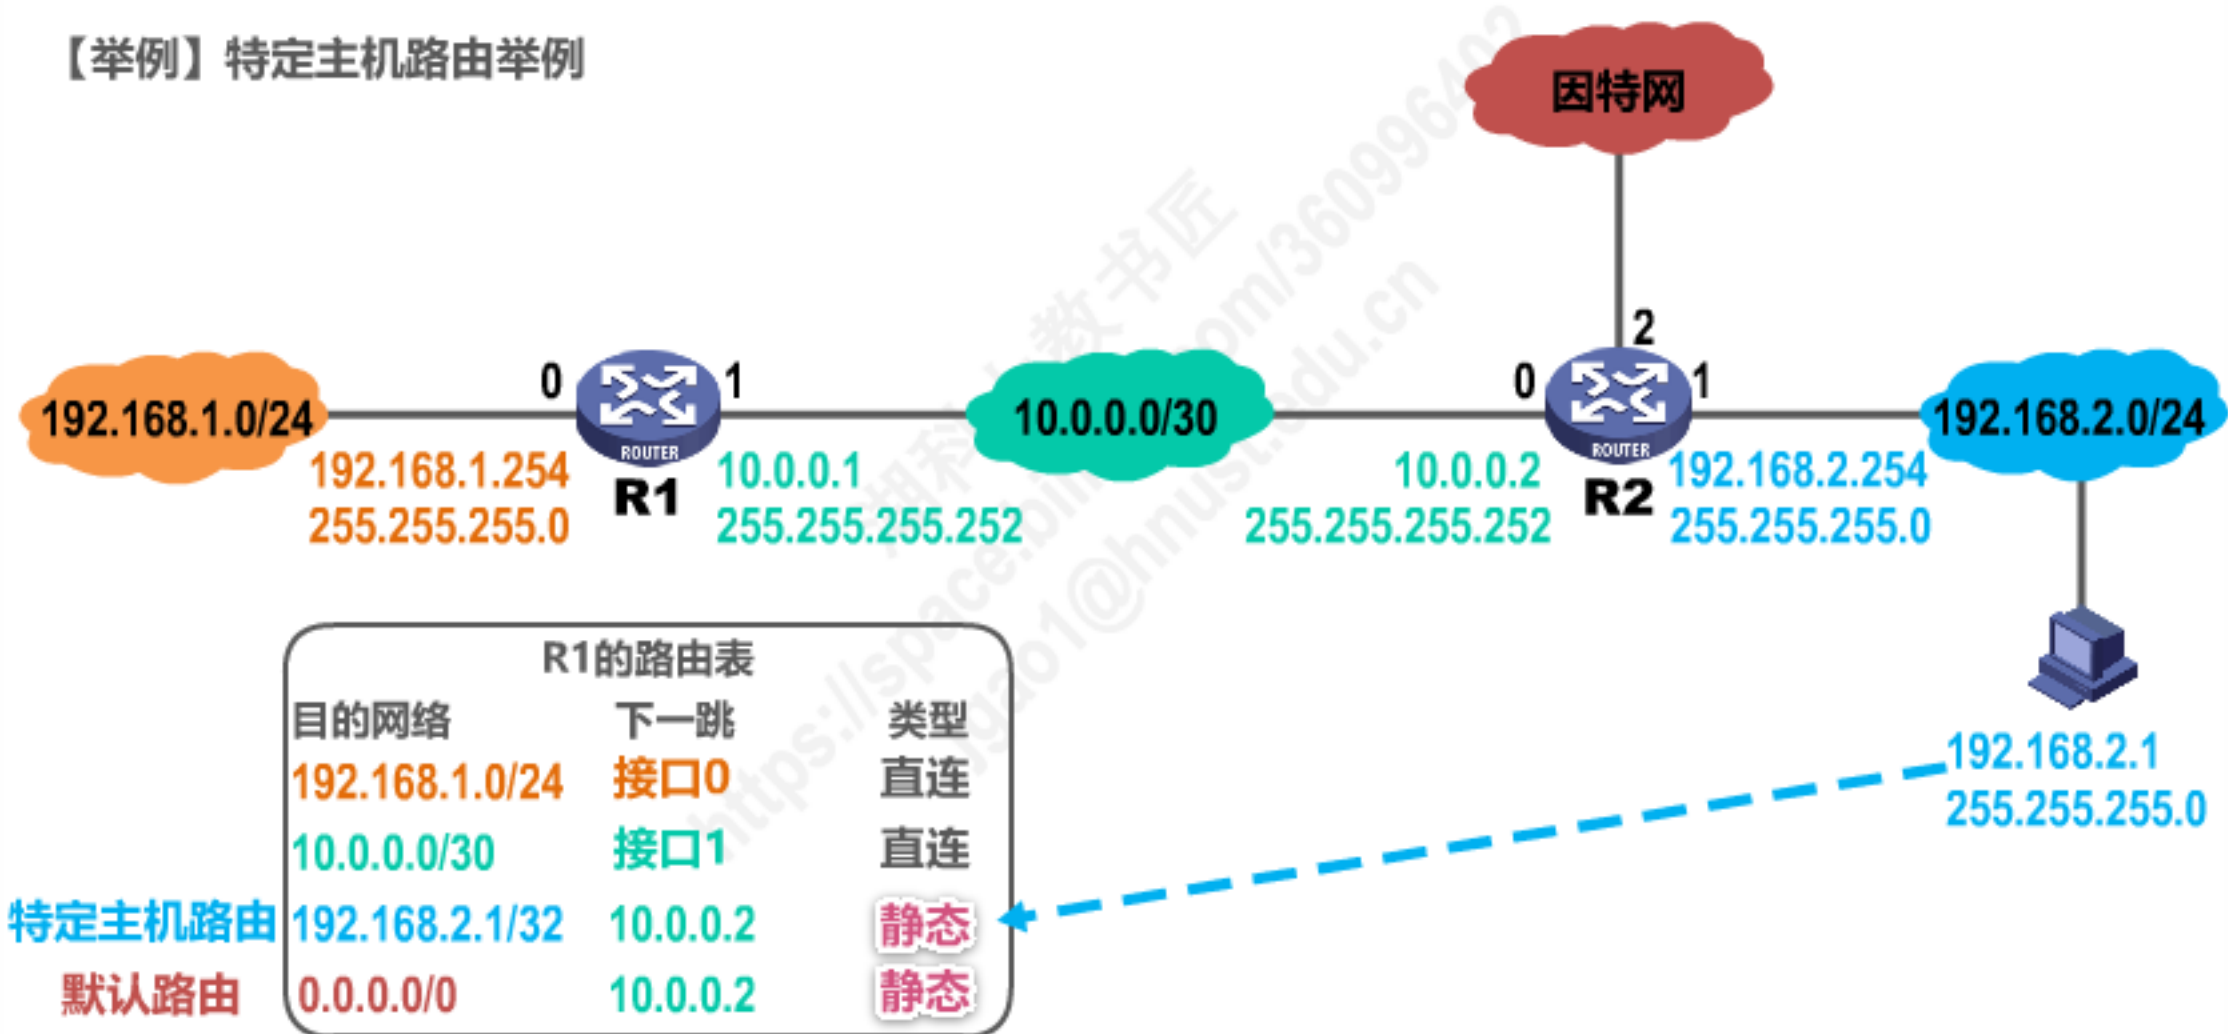 【举例】特定主机路由举例
因特网
2
0
1
0
1
192.168.1.0/24
10.0.0.0/30
192.168.2.0/24
ROUTER
ROUTER
192.168.1.254
255.255.255.0
R1
10.0.0.1
255.255.255.252
10.0.0.2
255.255.255.252
R2
192.168.2.254
255.255.255.0
192.168.2.1
255.255.255.0
R1的路由表
目的网络 下一跳 类型
192.168.1.0/24 接口0 直连
10.0.0.0/30 接口1 直连
特定主机路由 192.168.2.1/32 10.0.0.2 静态
默认路由 0.0.0.0/0 10.0.0.2 静态
教书匠